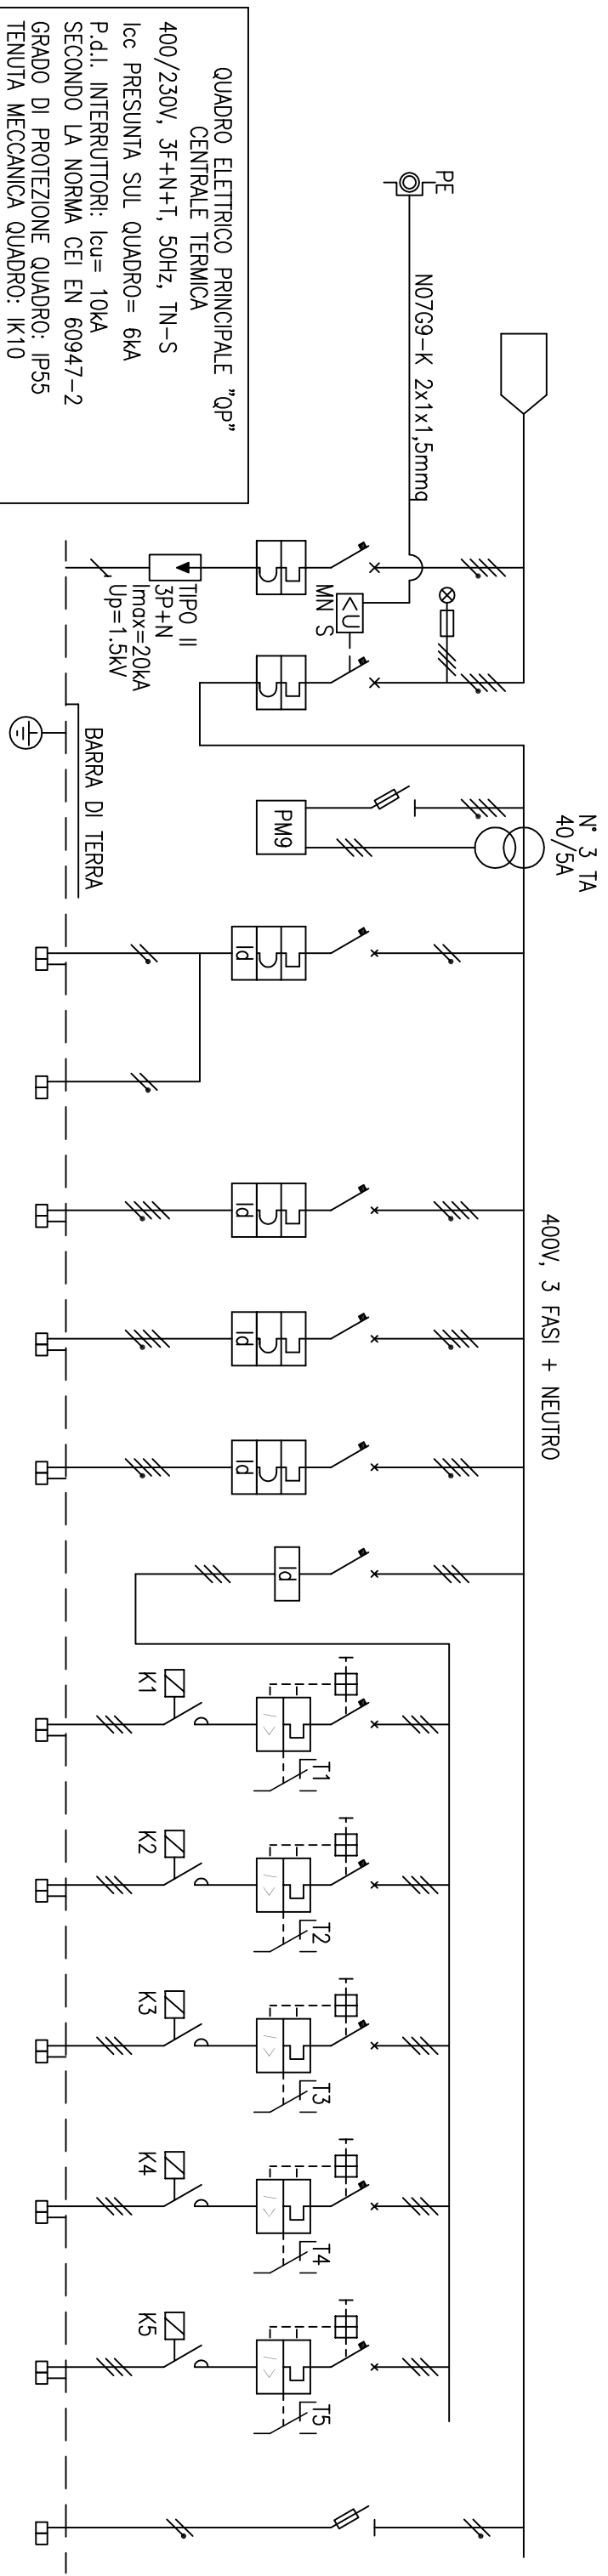 QUADRO ELETTRICO PRINCIPALE "QP"
CENTRALE TERMICA
400/230V, 3F+N+T, 50Hz, TN-S
Icc PRESUNTA SUL QUADRO= 6kA
P.d.I. INTERRUTTORI: Icu= 10kA
SECONDO LA NORMA CEI EN 60947-2
GRADO DI PROTEZIONE QUADRO: IP55
TENUTA MECCANICA QUADRO: IK10
PE
N07G9-K 2x1x1,5mmq
<U
MN S
TIPO II
3P+N
Imax=20kA
Up=1.5kV
BARRA DI TERRA
N° 3 TA
40/5A
PM9
400V, 3 FASI + NEUTRO
Id
Id
Id
Id
Id
T1
K1
T2
K2
T3
K3
T4
K4
T5
K5